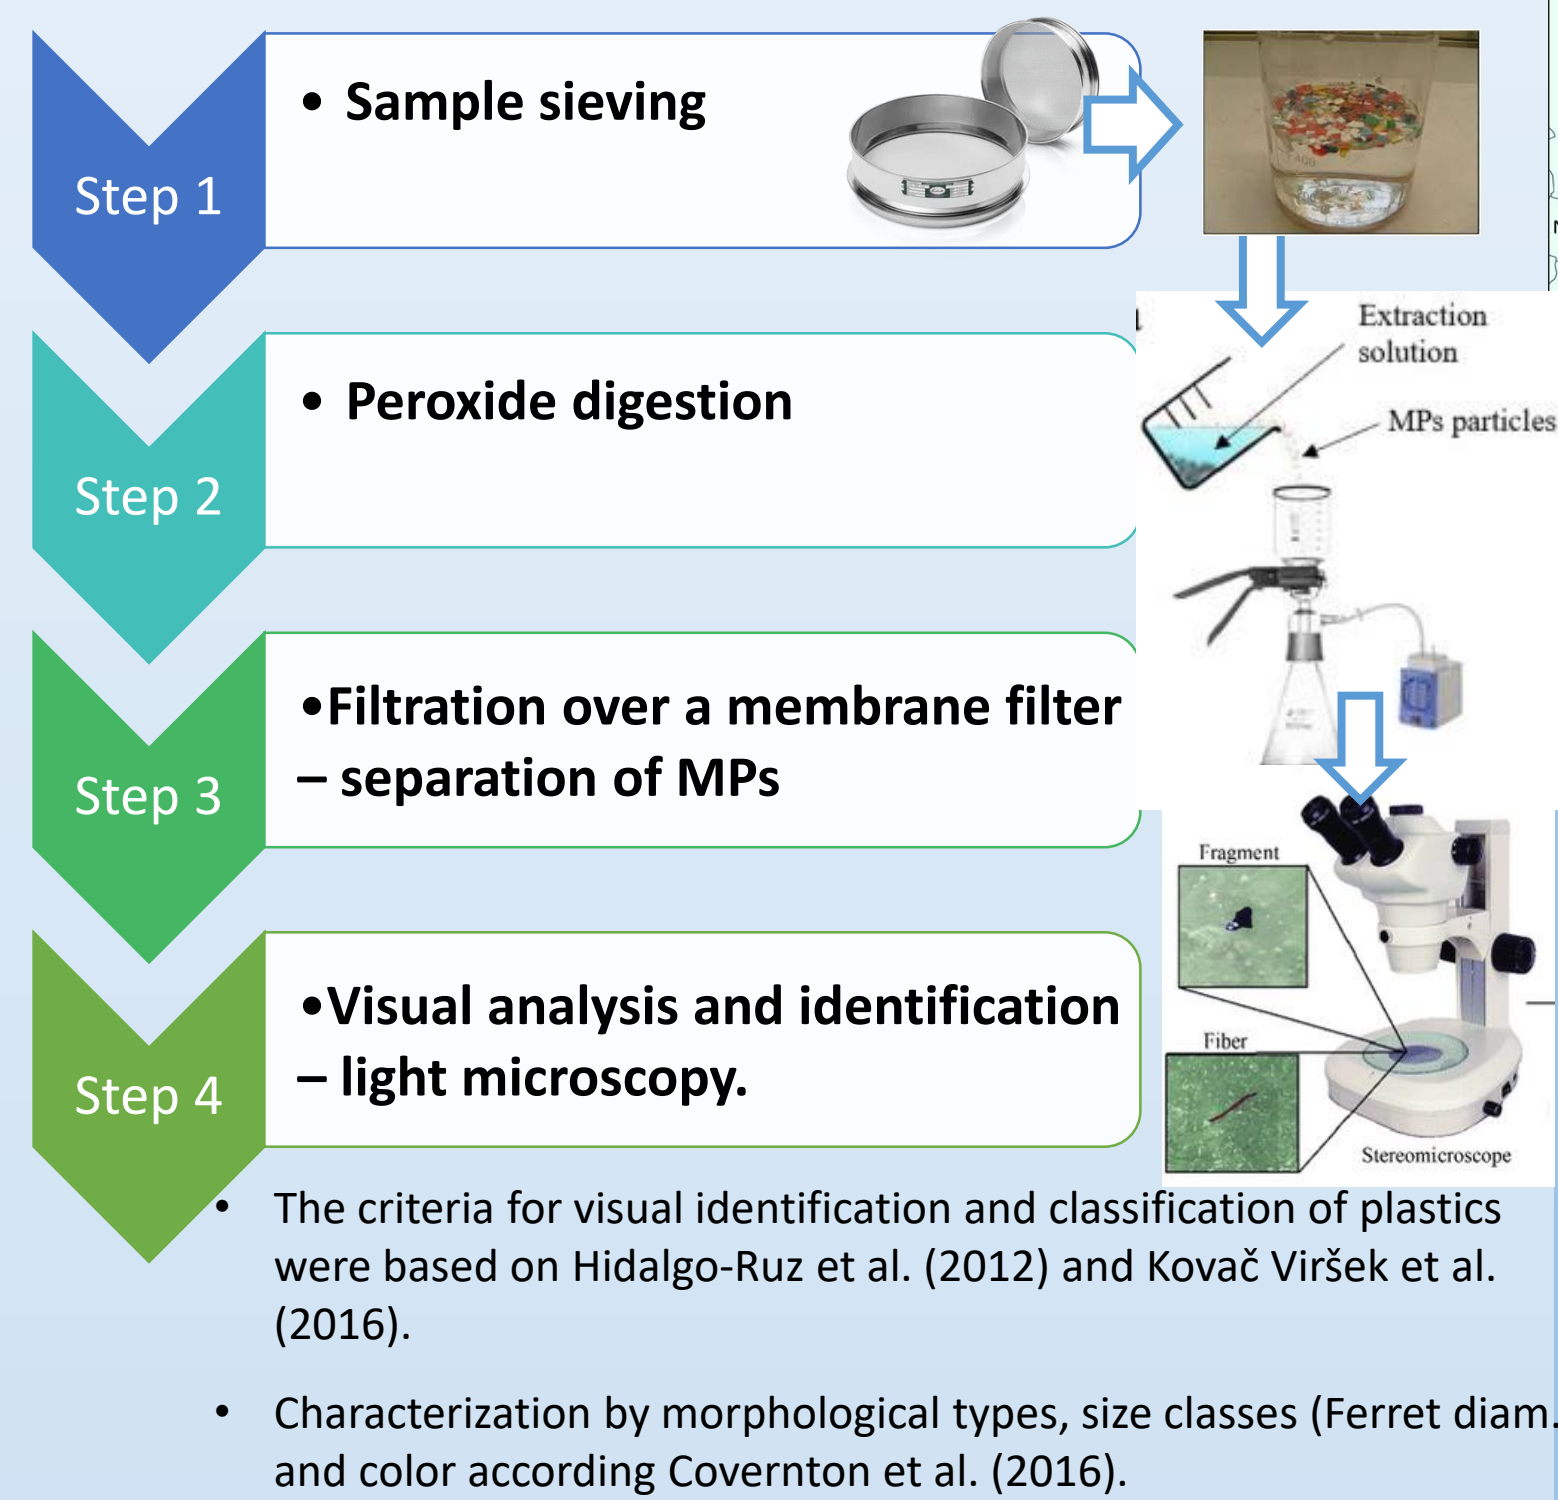 Step 1
• Sample sieving
400
Step 2
• Peroxide digestion
Extraction
solution
MPs particles
Step 3
•Filtration over a membrane filter
– separation of MPs
Step 4
•Visual analysis and identification
– light microscopy.
Fragment
Fiber
Stereomicroscope
• The criteria for visual identification and classification of plastics
were based on Hidalgo-Ruz et al. (2012) and Kovač Viršek et al.
(2016).
• Characterization by morphological types, size classes (Ferret diam.
and color according Covernton et al. (2016).